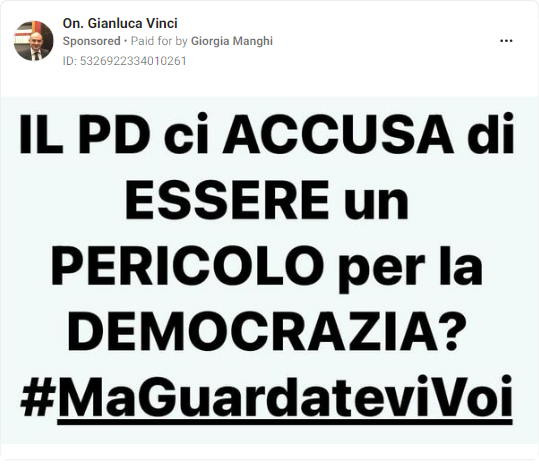 On. Gianluca Vinci
Sponsored • Paid for by Giorgia Manghi
ID: 5326922334010261
IL PD ci ACCUSA di
ESSERE un
PERICOLO per la
DEMOCRAZIA?
#MaGuardateviVoi